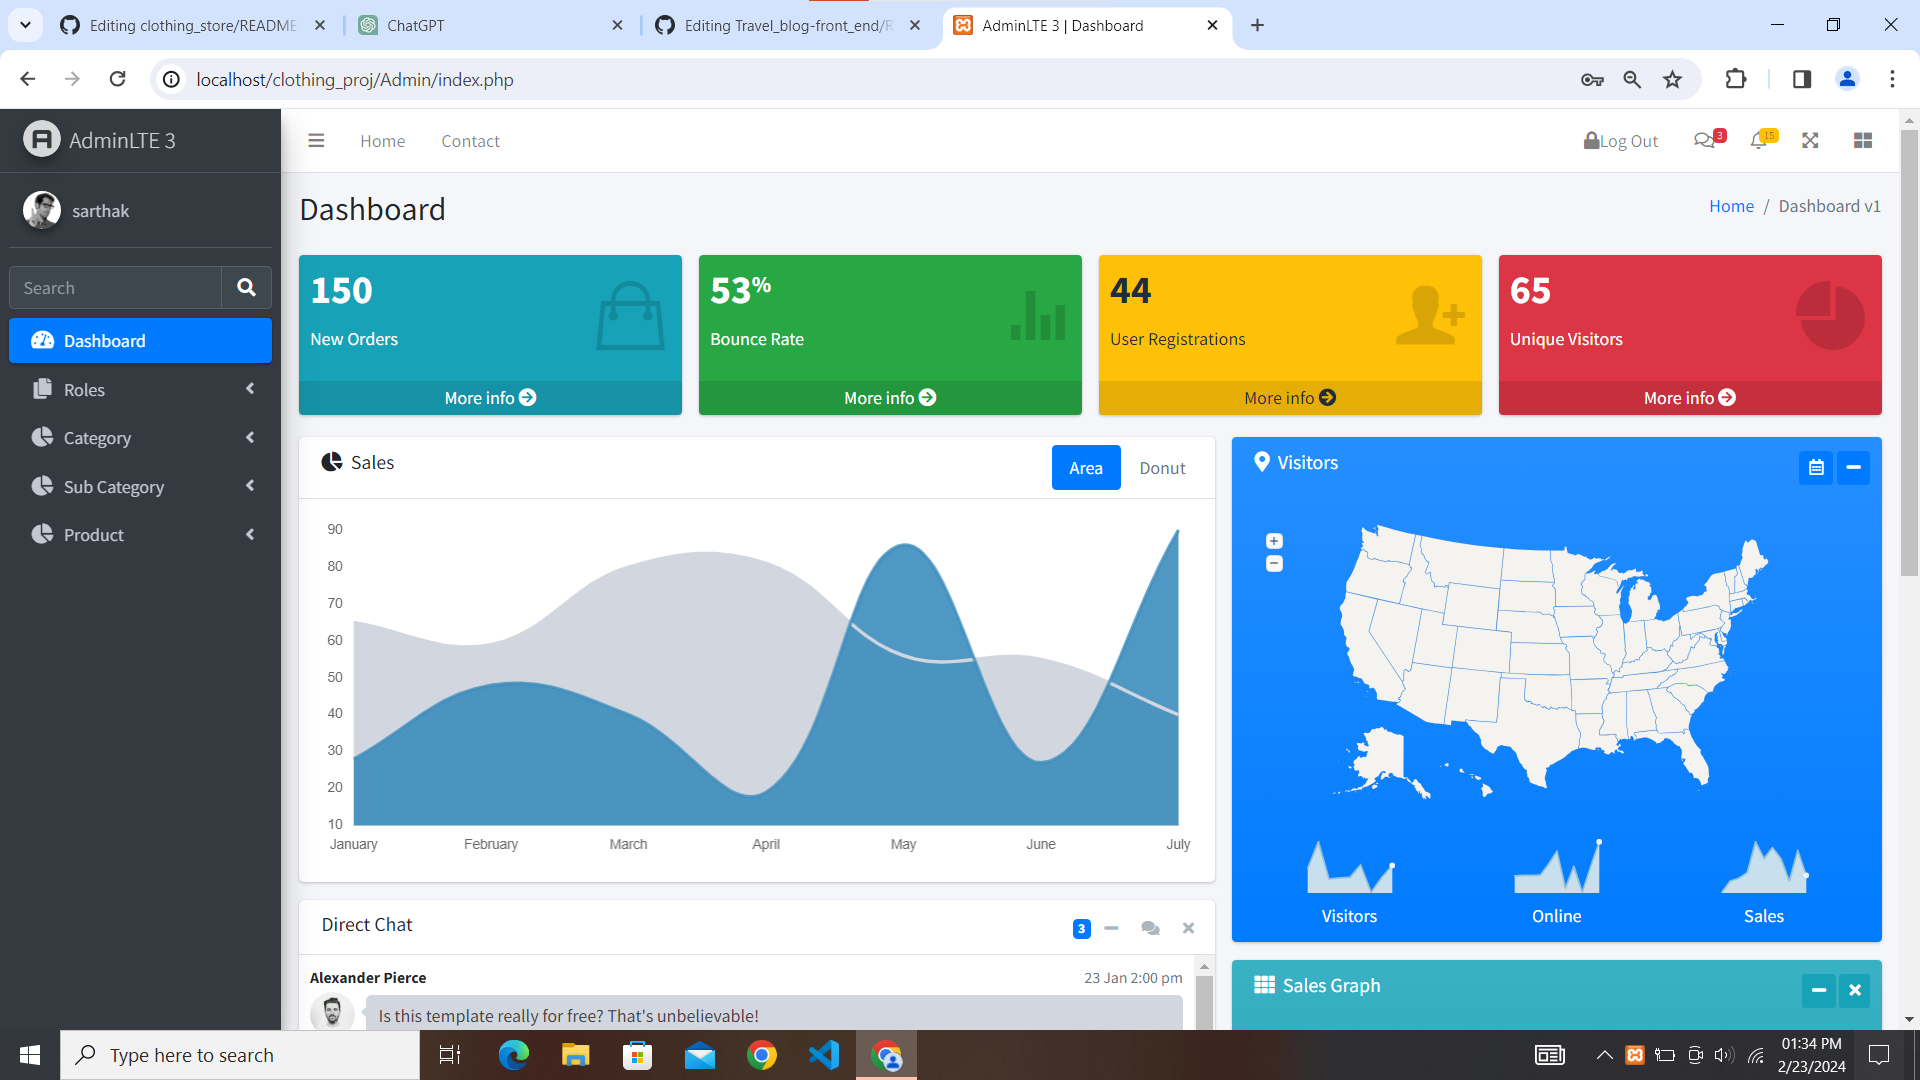 Editing clothing_store/README
ChatGPT
Editing Travel_blog-front_end/R
AdminLTE 3 | Dashboard
localhost/clothing_proj/Admin/index.php
AdminLTE 3
Home
Contact
Log Out
3
15
sarthak
Dashboard
Home / Dashboard v1
Search
Dashboard
Roles
Category
Sub Category
Product
150
New Orders
More info
53%
Bounce Rate
More info
44
User Registrations
More info
65
Unique Visitors
More info
Sales
Area
Donut
90
80
70
60
50
40
30
20
10
January
February
March
April
May
June
July
Visitors
+
−
Visitors
Online
Sales
Direct Chat
3
Alexander Pierce
23 Jan 2:00 pm
Is this template really for free? That's unbelievable!
Sales Graph
Type here to search
01:34 PM
2/23/2024